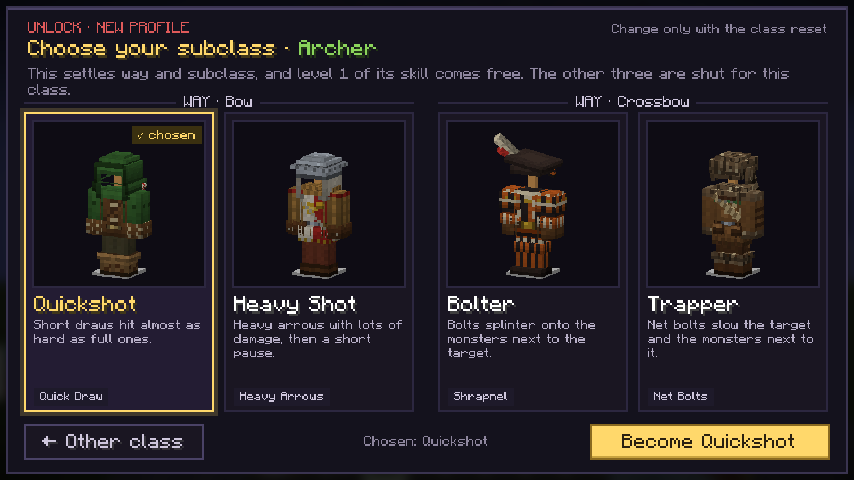 UNLOCK · NEW PROFILE
Change only with the class reset
Choose your subclass · Archer
This settles way and subclass, and level 1 of its skill comes free. The other three are shut for this
class.
WAY · Bow
WAY · Crossbow
✓ chosen
Quickshot
Short draws hit almost as
hard as full ones.
Quick Draw
Heavy Shot
Heavy arrows with lots of
damage, then a short
pause.
Heavy Arrows
Bolter
Bolts splinter onto the
monsters next to the
target.
Shrapnel
Trapper
Net bolts slow the target
and the monsters next to
it.
Net Bolts
← Other class
Chosen: Quickshot
Become Quickshot